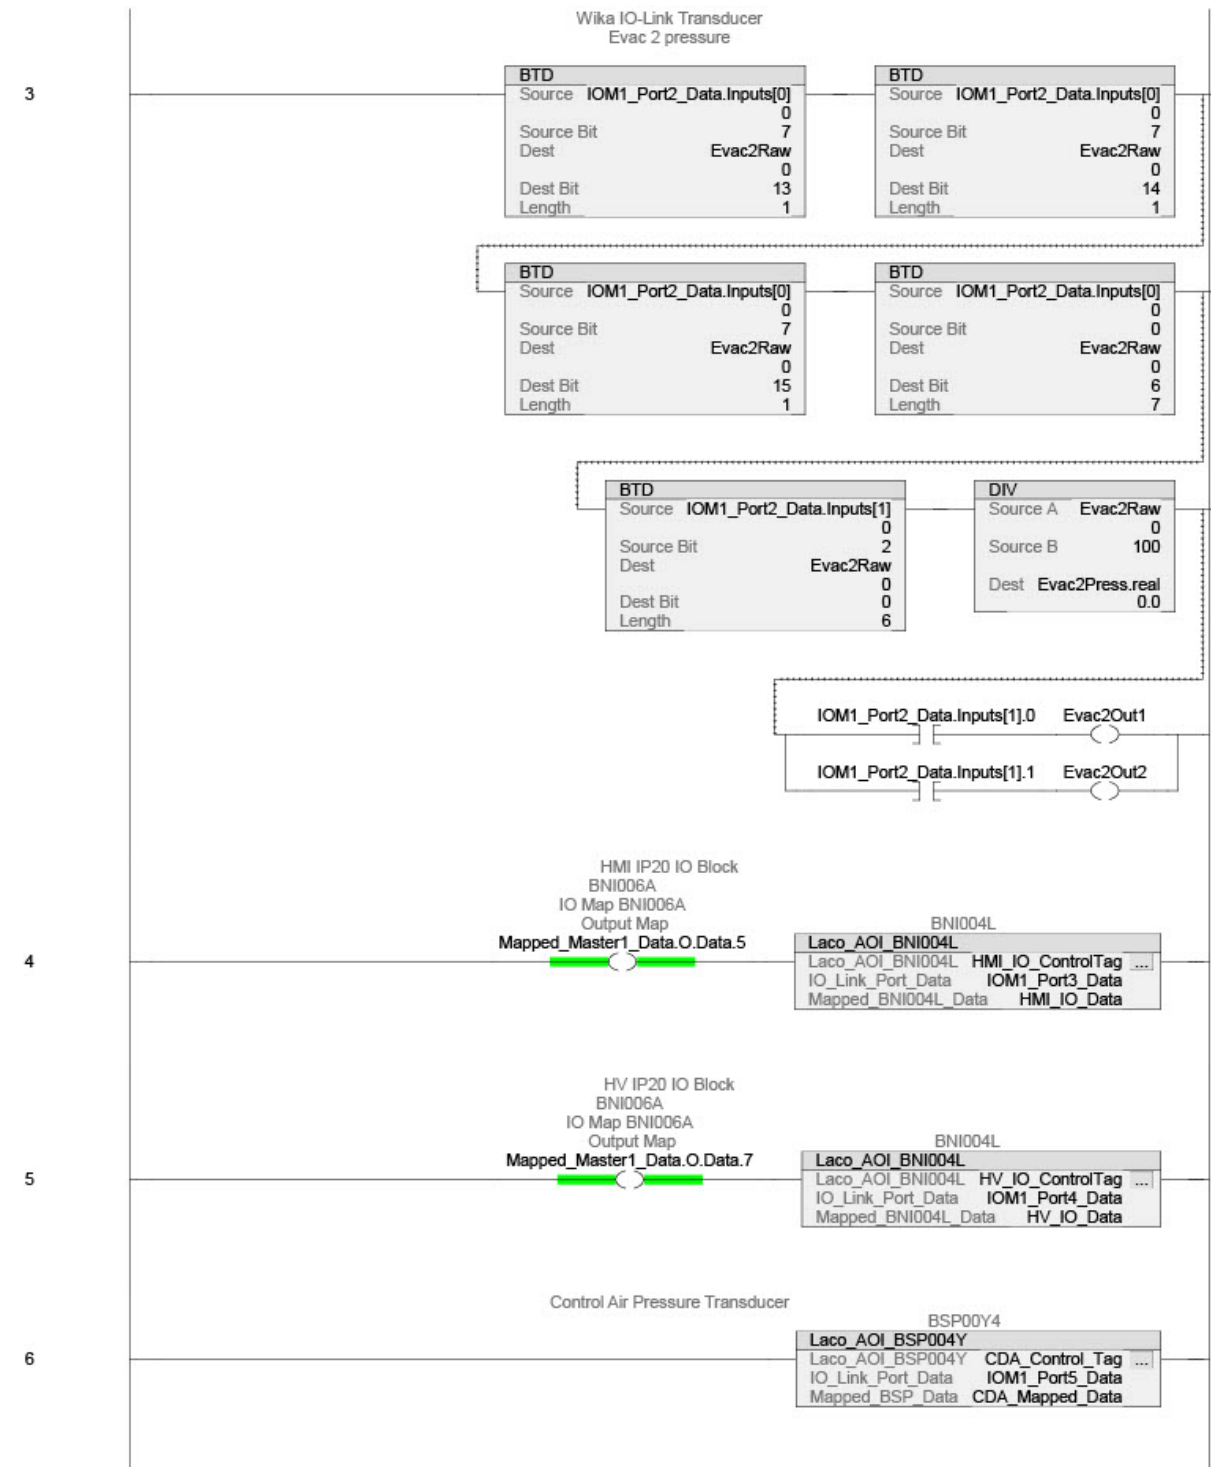 Wika IO-Link Transducer
Evac 2 pressure
3
BTD
Source IOM1_Port2_Data.Inputs[0]
0
Source Bit 7
Dest Evac2Raw
0
Dest Bit 13
Length 1
BTD
Source IOM1_Port2_Data.Inputs[0]
0
Source Bit 7
Dest Evac2Raw
0
Dest Bit 14
Length 1
BTD
Source IOM1_Port2_Data.Inputs[0]
0
Source Bit 7
Dest Evac2Raw
0
Dest Bit 15
Length 1
BTD
Source IOM1_Port2_Data.Inputs[0]
0
Source Bit 0
Dest Evac2Raw
0
Dest Bit 6
Length 7
BTD
Source IOM1_Port2_Data.Inputs[1]
0
Source Bit 2
Dest Evac2Raw
0
Dest Bit 0
Length 6
DIV
Source A Evac2Raw
0
Source B 100
Dest Evac2Press.real
0.0
IOM1_Port2_Data.Inputs[1].0 Evac2Out1
IOM1_Port2_Data.Inputs[1].1 Evac2Out2
HMI IP20 IO Block
BNI006A
IO Map BNI006A
Output Map
Mapped_Master1_Data.O.Data.5
4
BNI004L
Laco_AOI_BNI004L
Laco_AOI_BNI004L HMI_IO_ControlTag ...
IO_Link_Port_Data IOM1_Port3_Data
Mapped_BNI004L_Data HMI_IO_Data
HV IP20 IO Block
BNI006A
IO Map BNI006A
Output Map
Mapped_Master1_Data.O.Data.7
5
BNI004L
Laco_AOI_BNI004L
Laco_AOI_BNI004L HV_IO_ControlTag ...
IO_Link_Port_Data IOM1_Port4_Data
Mapped_BNI004L_Data HV_IO_Data
Control Air Pressure Transducer
6
BSP00Y4
Laco_AOI_BSP004Y
Laco_AOI_BSP004Y CDA_Control_Tag ...
IO_Link_Port_Data IOM1_Port5_Data
Mapped_BSP_Data CDA_Mapped_Data